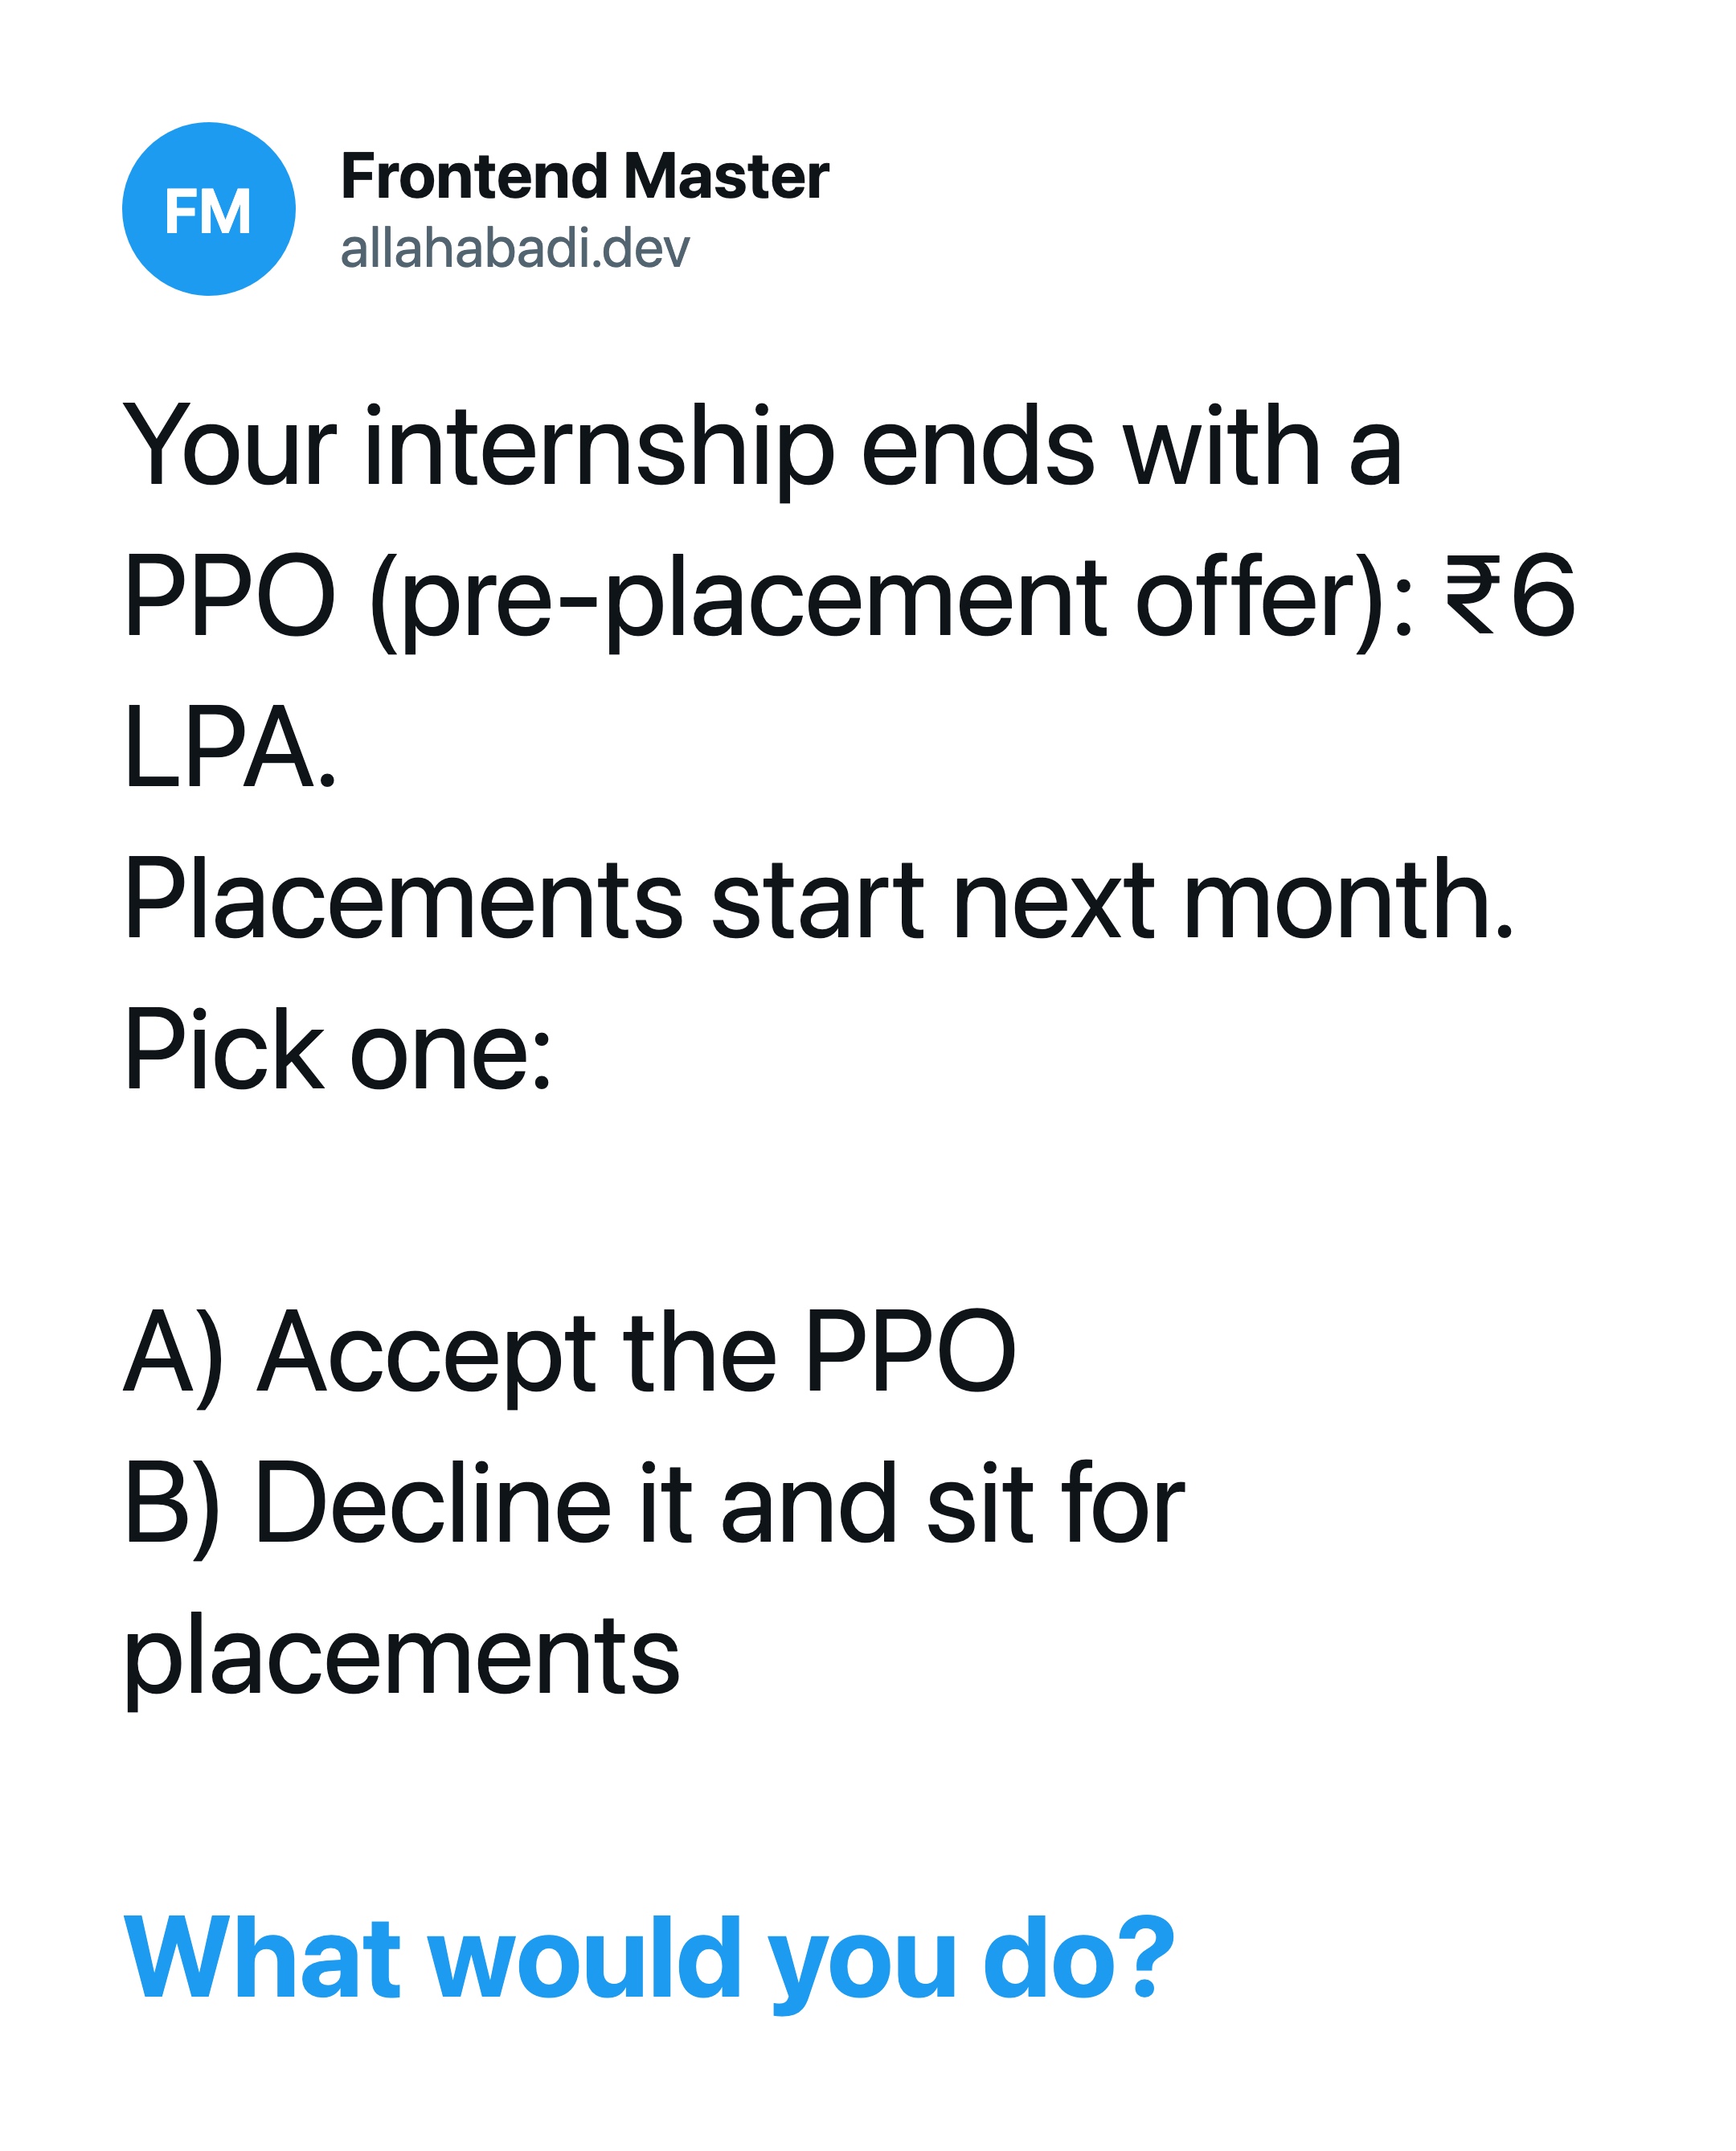 FM
Frontend Master
allahabadi.dev
Your internship ends with a
PPO (pre-placement offer): ₹6
LPA.
Placements start next month.
Pick one:
A) Accept the PPO
B) Decline it and sit for
placements
What would you do?